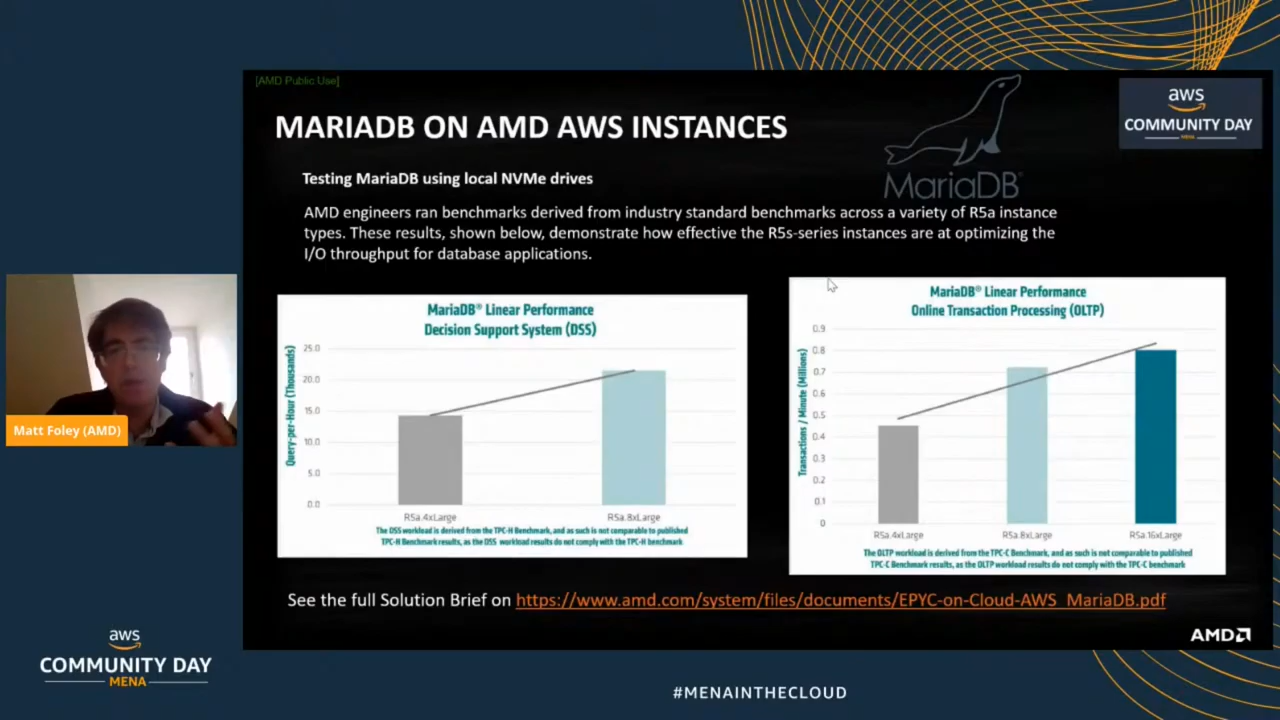 [AMD Public Use]
MARIADB ON AMD AWS INSTANCES
MariaDB®
aws
COMMUNITY DAY
MENA
Testing MariaDB using local NVMe drives
AMD engineers ran benchmarks derived from industry standard benchmarks across a variety of R5a instance
types. These results, shown below, demonstrate how effective the R5s-series instances are at optimizing the
I/O throughput for database applications.
MariaDB® Linear Performance
Decision Support System (DSS)
Query-per-Hour (Thousands)
25.0
20.0
15.0
10.0
5.0
0.0
R5a.4xLarge
R5a.8xLarge
The DSS workload is derived from the TPC-H Benchmark, and as such is not comparable to published
TPC-H Benchmark results, as the DSS workload results do not comply with the TPC-H benchmark
MariaDB® Linear Performance
Online Transaction Processing (OLTP)
Transactions / Minute (Millions)
0.9
0.8
0.7
0.6
0.5
0.4
0.3
0.2
0.1
0
R5a.4xLarge
R5a.8xLarge
R5a.16xLarge
The OLTP workload is derived from the TPC-C Benchmark, and as such is not comparable to published
TPC-C Benchmark results, as the OLTP workload results do not comply with the TPC-C benchmark
Matt Foley (AMD)
See the full Solution Brief on https://www.amd.com/system/files/documents/EPYC-on-Cloud-AWS_MariaDB.pdf
AMD
aws
COMMUNITY DAY
MENA
#MENAINTHECLOUD